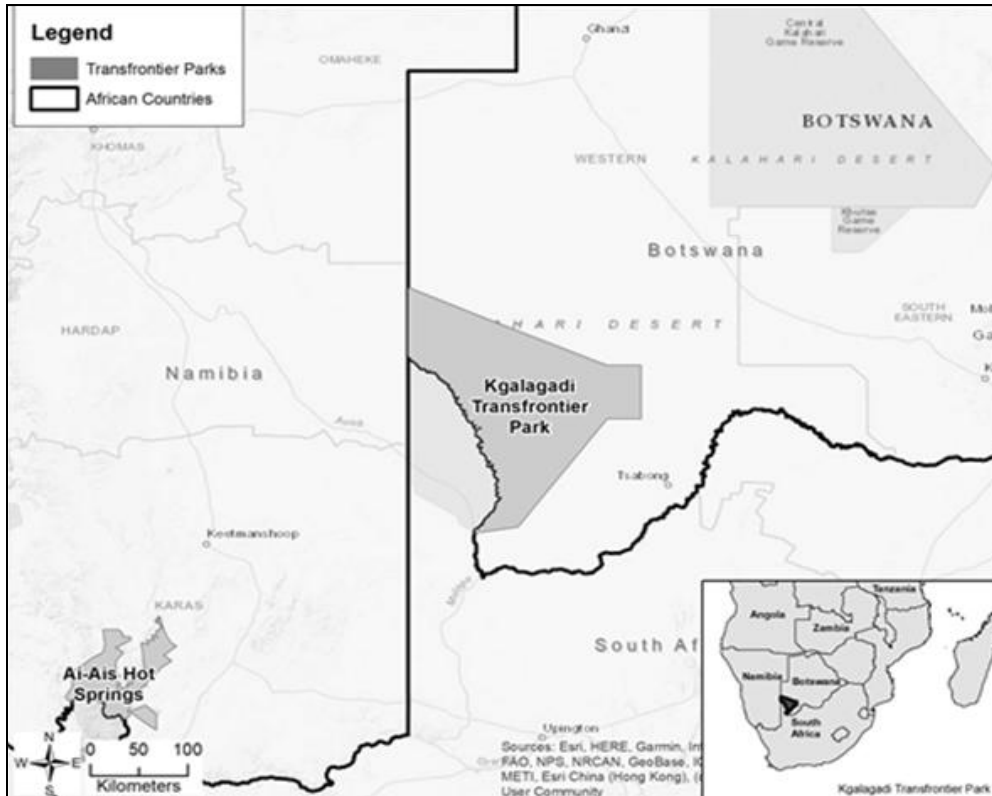 Legend
Transfrontier Parks
African Countries
Ghanzi
Central
Kalahari
Game Reserve
OMAHEKE
BOTSWANA
KHOMAS
WESTERN
KALAHARI DESERT
Khutse
Game
Reserve
Botswana
SOUTH
EASTERN
HARDAP
AHARI DESERT
Namibia
Kgalagadi
Transfrontier
Park
Auob
Tsabong
Keetmanshoop
Molopo
KARAS
South Af
Ai-Ais Hot
Springs
Upington
N
W E
S
0 50 100
Kilometers
Sources: Esri, HERE, Garmin,
FAO, NPS, NRCAN, GeoBase,
METI, Esri China (Hong Kong),
User Community
Tanzania
Angola
Zambia
Namibia
Botswana
South
Africa
Kgalagadi Transfrontier Park